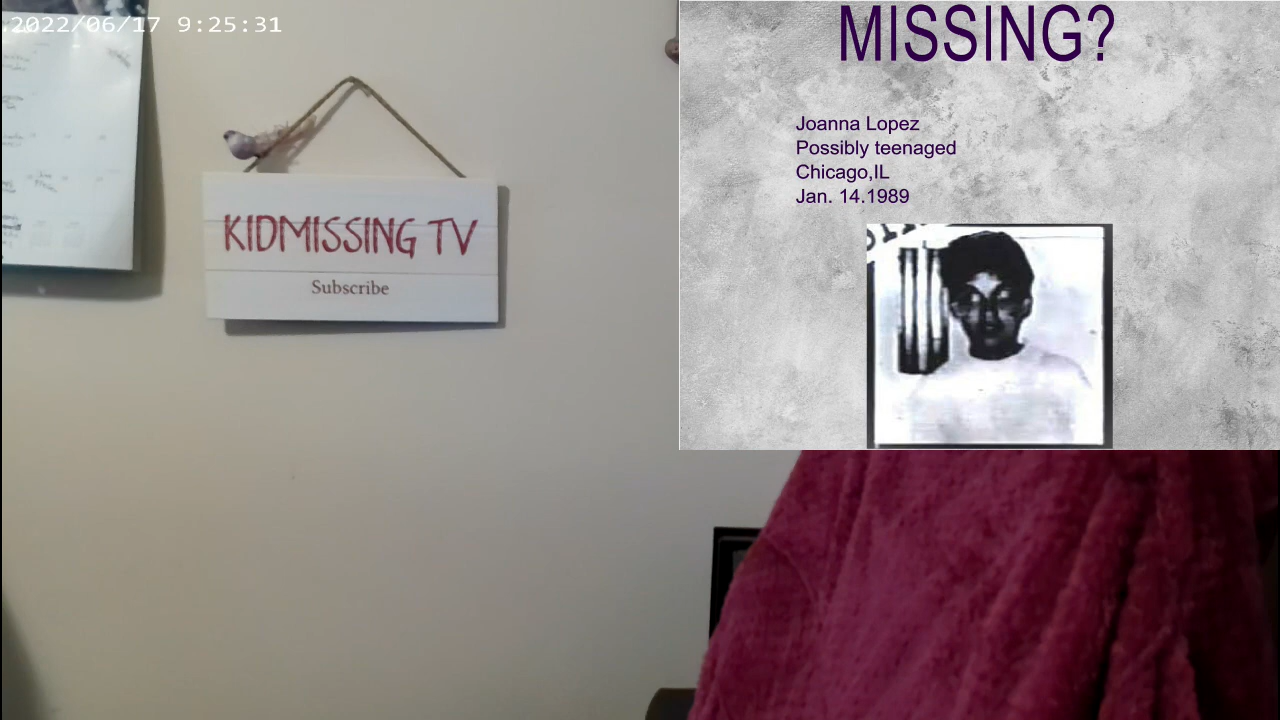 .2022/06/17 9:25:31
KIDMISSING TV
Subscribe
MISSING?
Joanna Lopez
Possibly teenaged
Chicago,IL
Jan. 14.1989